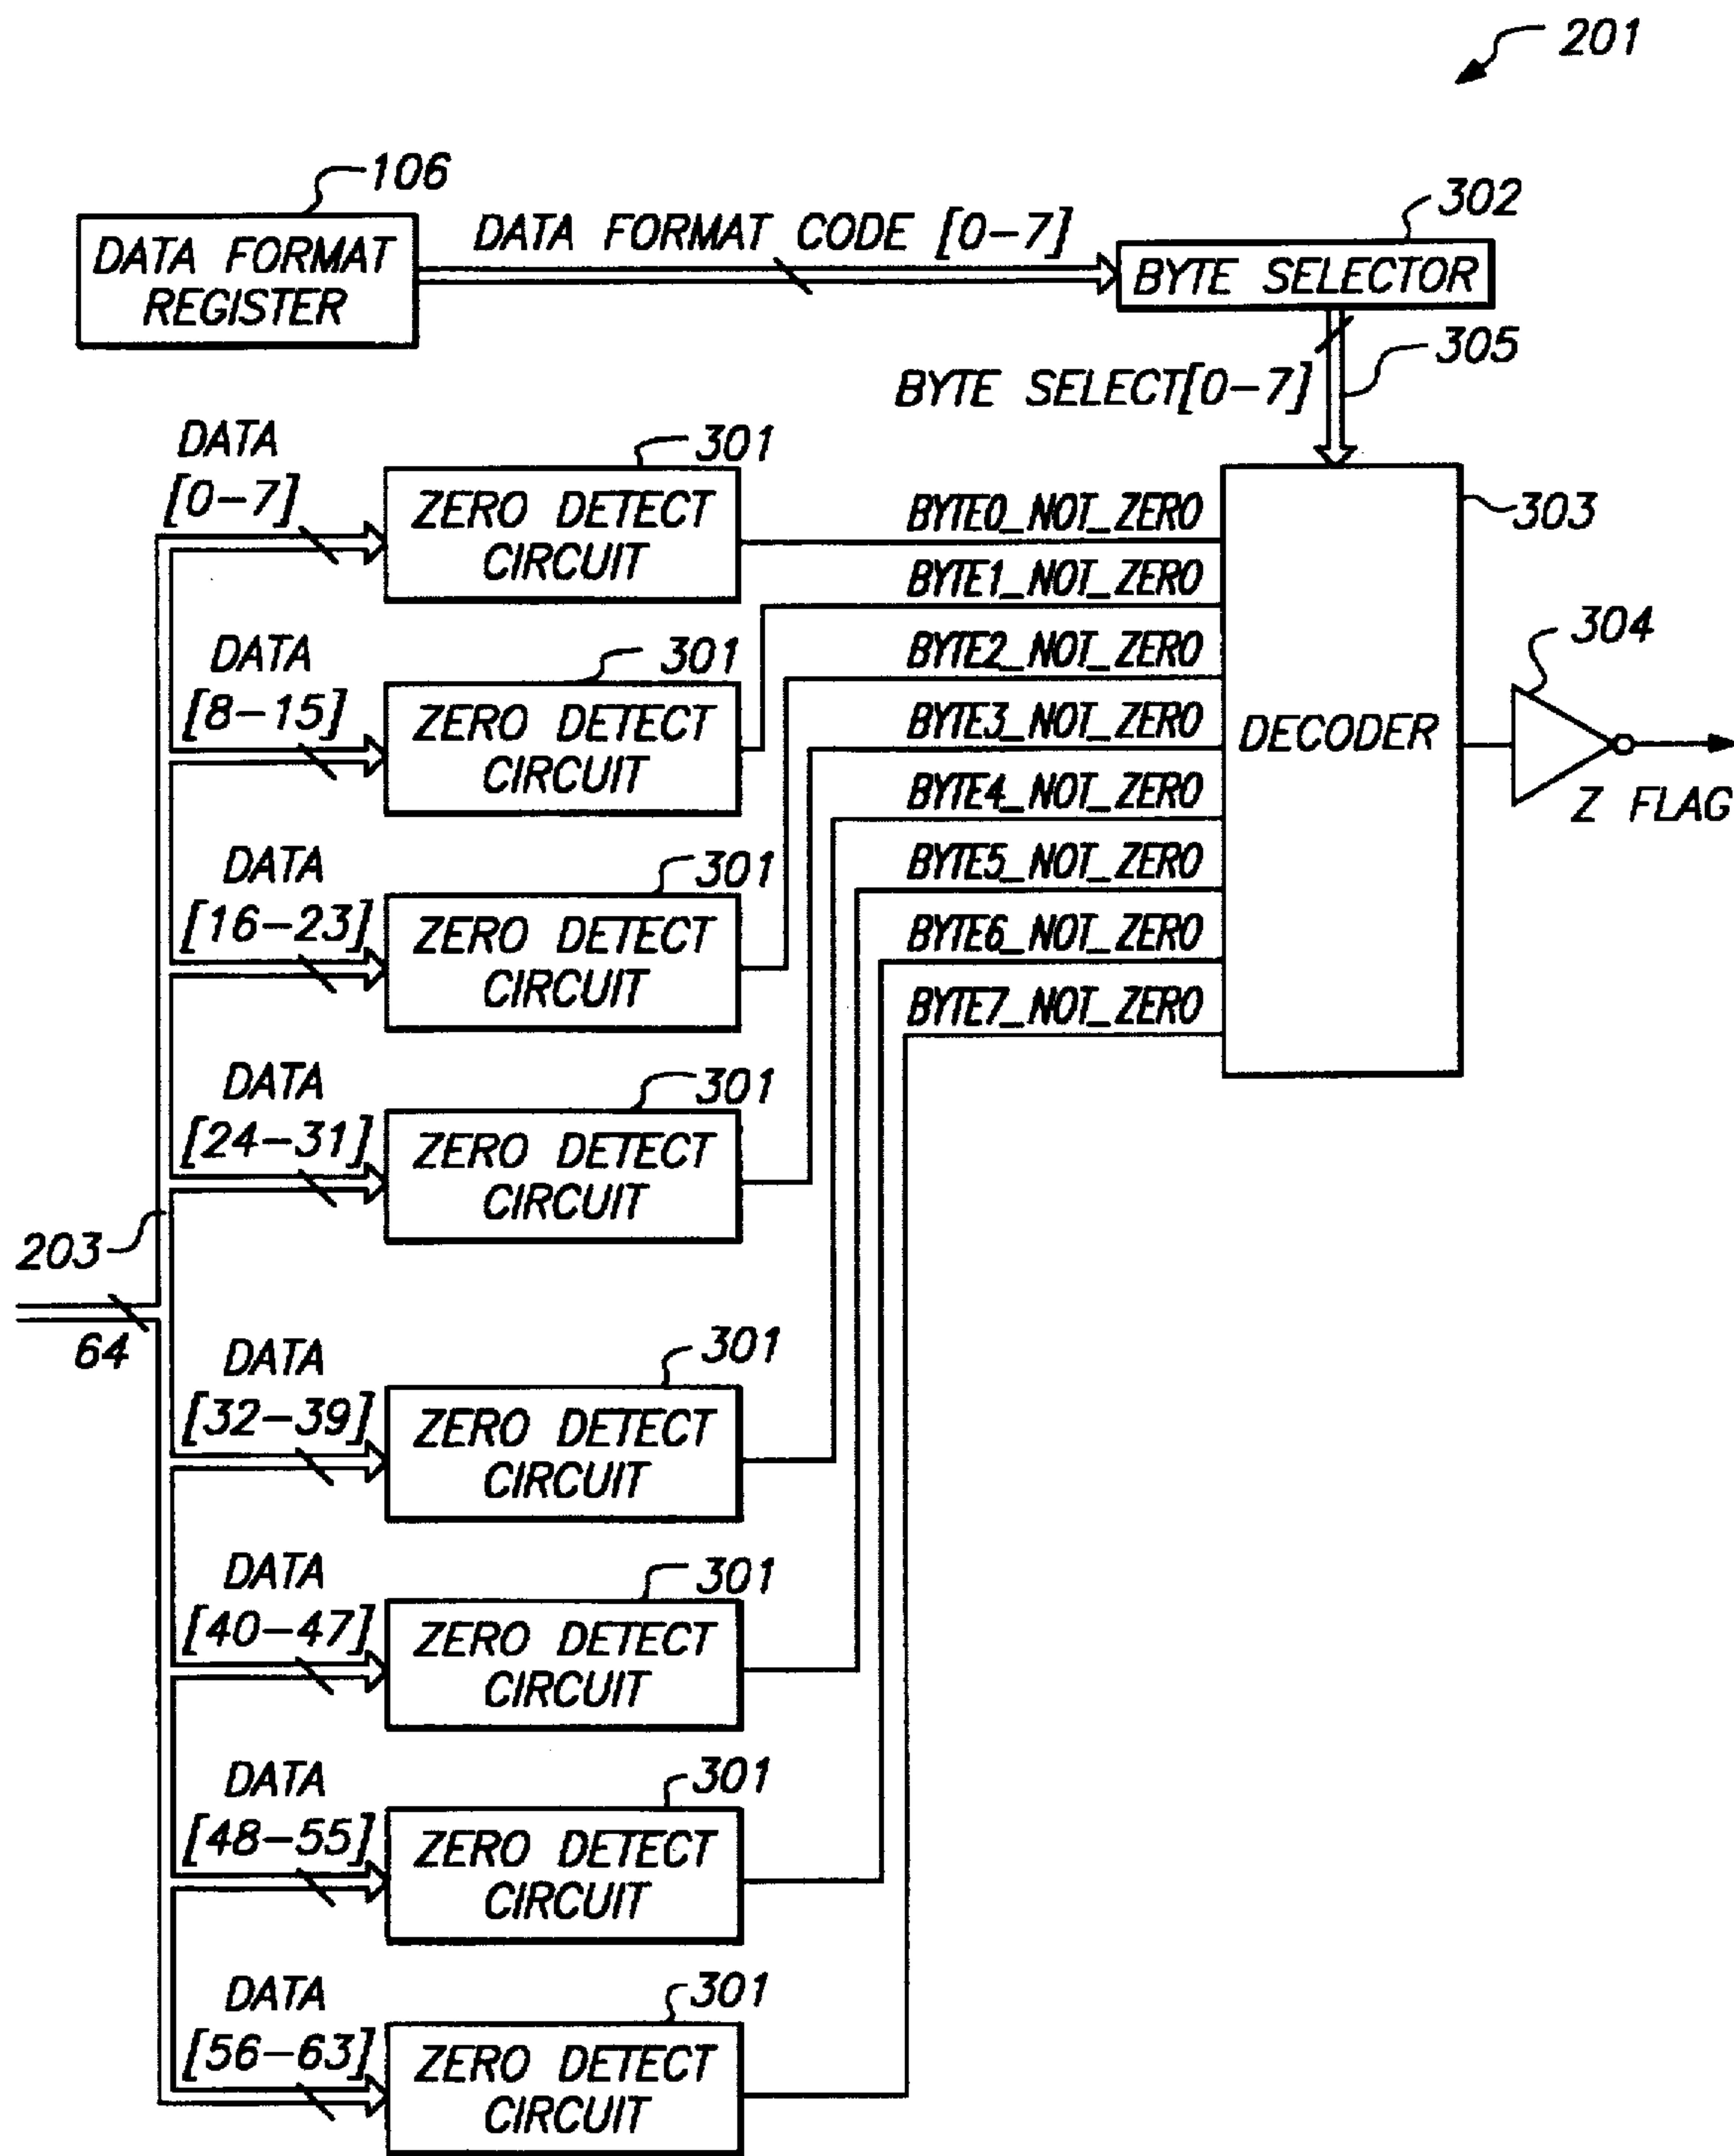 201
106
DATA FORMAT
REGISTER
DATA FORMAT CODE [0-7]
302
BYTE SELECTOR
305
BYTE SELECT[0-7]
DATA
[0-7]
301
ZERO DETECT
CIRCUIT
BYTE0_NOT_ZERO
303
BYTE1_NOT_ZERO
DATA
[8-15]
301
ZERO DETECT
CIRCUIT
BYTE2_NOT_ZERO
304
BYTE3_NOT_ZERO
DECODER
BYTE4_NOT_ZERO
Z FLAG
DATA
[16-23]
301
ZERO DETECT
CIRCUIT
BYTE5_NOT_ZERO
BYTE6_NOT_ZERO
BYTE7_NOT_ZERO
DATA
[24-31]
301
ZERO DETECT
CIRCUIT
203
64
DATA
[32-39]
301
ZERO DETECT
CIRCUIT
DATA
[40-47]
301
ZERO DETECT
CIRCUIT
DATA
[48-55]
301
ZERO DETECT
CIRCUIT
DATA
[56-63]
301
ZERO DETECT
CIRCUIT